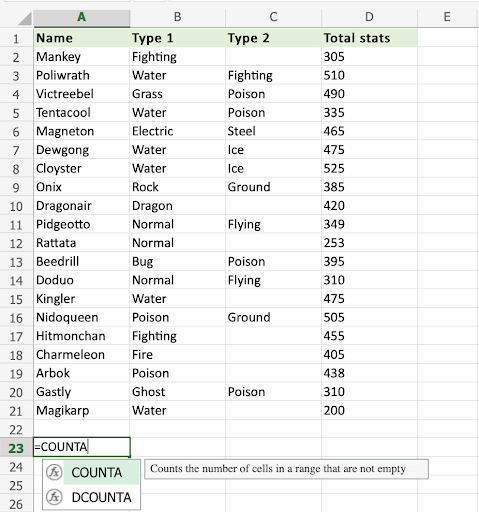 A B C D E
1 Name Type 1 Type 2 Total stats
2 Mankey Fighting 305
3 Poliwrath Water Fighting 510
4 Victreebel Grass Poison 490
5 Tentacool Water Poison 335
6 Magneton Electric Steel 465
7 Dewgong Water Ice 475
8 Cloyster Water Ice 525
9 Onix Rock Ground 385
10 Dragonair Dragon 420
11 Pidgeotto Normal Flying 349
12 Rattata Normal 253
13 Beedrill Bug Poison 395
14 Doduo Normal Flying 310
15 Kingler Water 475
16 Nidoqueen Poison Ground 505
17 Hitmonchan Fighting 455
18 Charmeleon Fire 405
19 Arbok Poison 438
20 Gastly Ghost Poison 310
21 Magikarp Water 200
22
23 =COUNTA
24 fx COUNTA Counts the number of cells in a range that are not empty
25 fx DCOUNTA
26